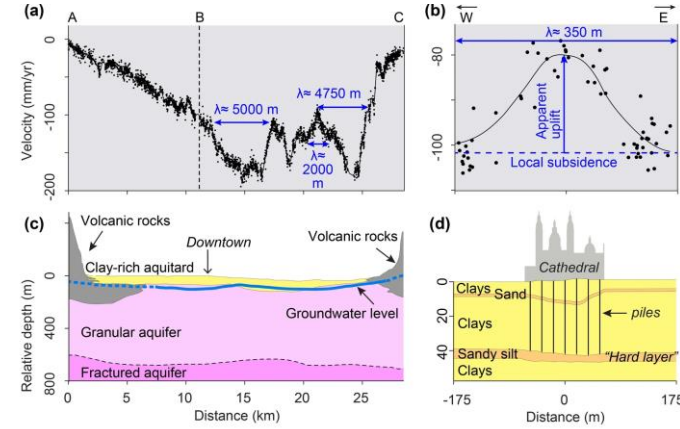 (a)
A
B
C
0
-100
-200
Velocity (mm/yr)
λ≈ 5000 m
λ≈ 4750 m
λ≈
2000
m
(b)
W
E
λ≈ 350 m
-80
-100
Apparent
uplift
Local subsidence
(c)
Volcanic rocks
Downtown
Volcanic rocks
Clay-rich aquitard
Groundwater level
Granular aquifer
Fractured aquifer
0
400
800
Relative depth (m)
0
5
10
15
20
25
Distance (km)
(d)
Cathedral
Clays
Sand
piles
Clays
Sandy silt
"Hard layer"
Clays
0
20
40
-175
0
175
Distance (m)